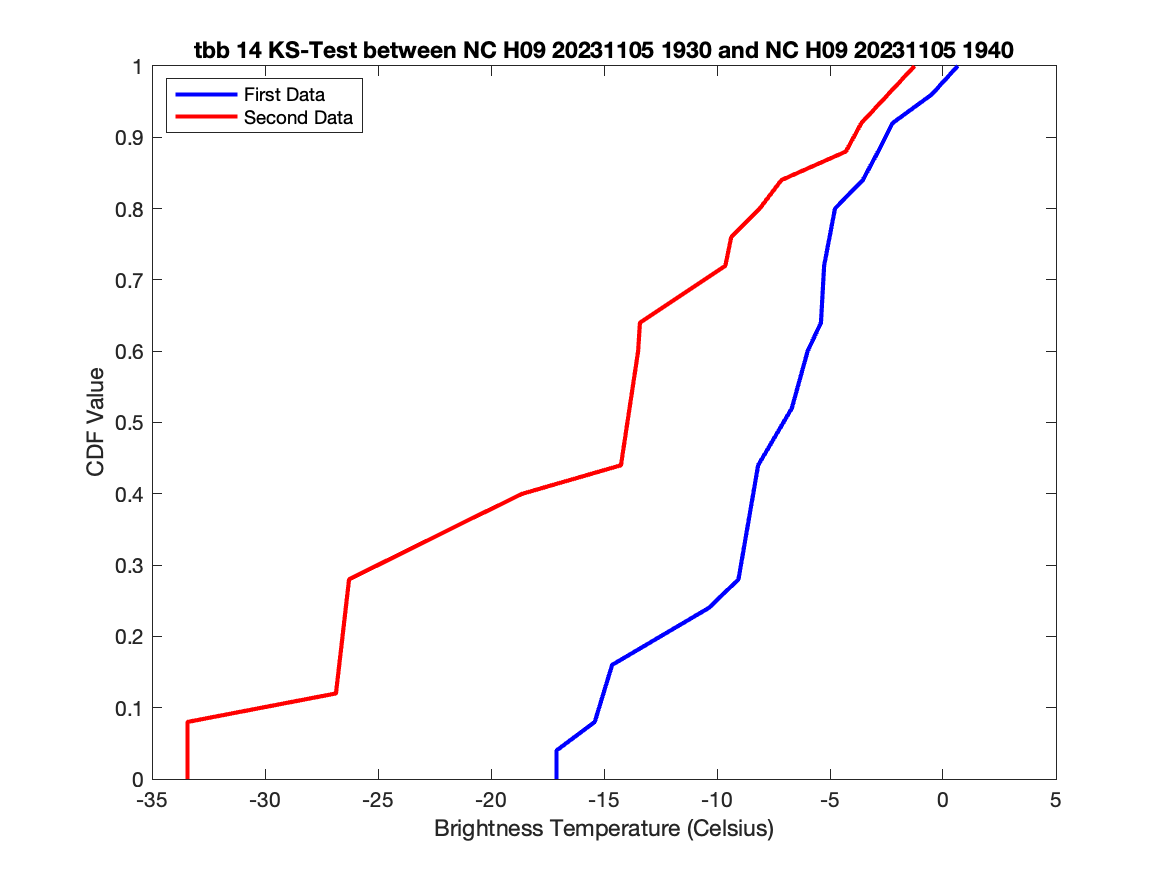 tbb 14 KS-Test between NC H09 20231105 1930 and NC H09 20231105 1940
First Data
Second Data
1
0.9
0.8
0.7
0.6
0.5
0.4
0.3
0.2
0.1
0
CDF Value
-35 -30 -25 -20 -15 -10 -5 0 5
Brightness Temperature (Celsius)